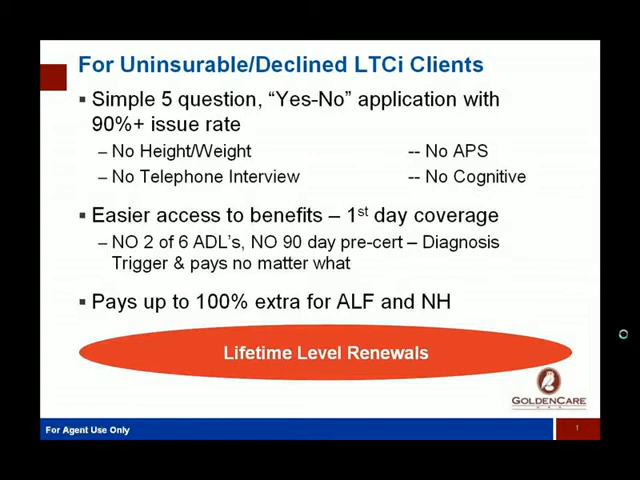 For Uninsurable/Declined LTCi Clients
▪ Simple 5 question, “Yes-No” application with
90%+ issue rate
– No Height/Weight -- No APS
– No Telephone Interview -- No Cognitive
▪ Easier access to benefits – 1st day coverage
– NO 2 of 6 ADL's, NO 90 day pre-cert – Diagnosis
Trigger & pays no matter what
▪ Pays up to 100% extra for ALF and NH
Lifetime Level Renewals
GOLDENCARE
For Agent Use Only
1